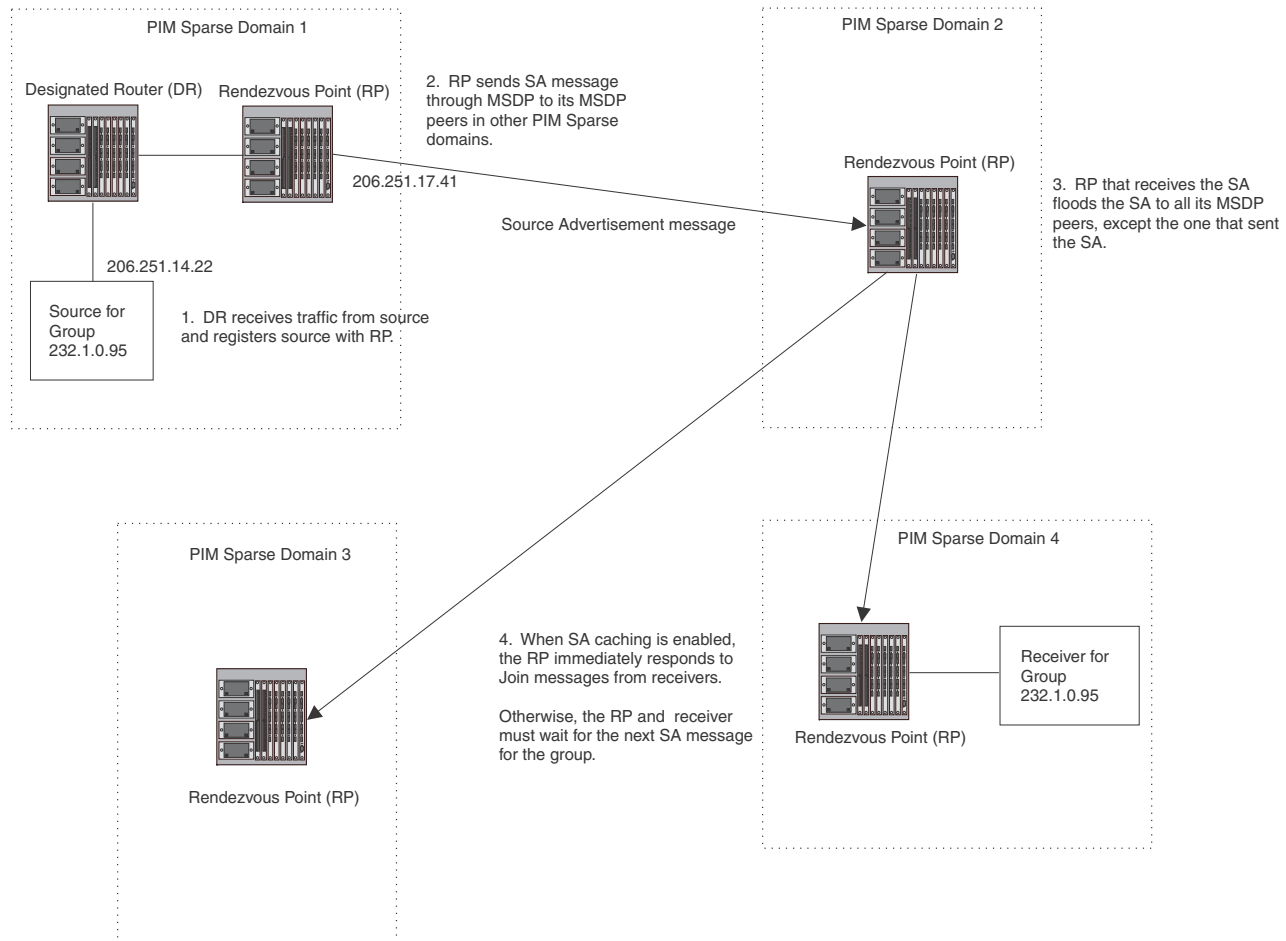 PIM Sparse Domain 1
Designated Router (DR)
Rendezvous Point (RP)
2. RP sends SA message
through MSDP to its MSDP
peers in other PIM Sparse
domains.
206.251.17.41
Source Advertisement message
206.251.14.22
Source for
Group
232.1.0.95
1. DR receives traffic from source
and registers source with RP.
PIM Sparse Domain 2
Rendezvous Point (RP)
3. RP that receives the SA
floods the SA to all its MSDP
peers, except the one that sent
the SA.
PIM Sparse Domain 3
Rendezvous Point (RP)
4. When SA caching is enabled,
the RP immediately responds to
Join messages from receivers.
Otherwise, the RP and receiver
must wait for the next SA message
for the group.
PIM Sparse Domain 4
Rendezvous Point (RP)
Receiver for
Group
232.1.0.95